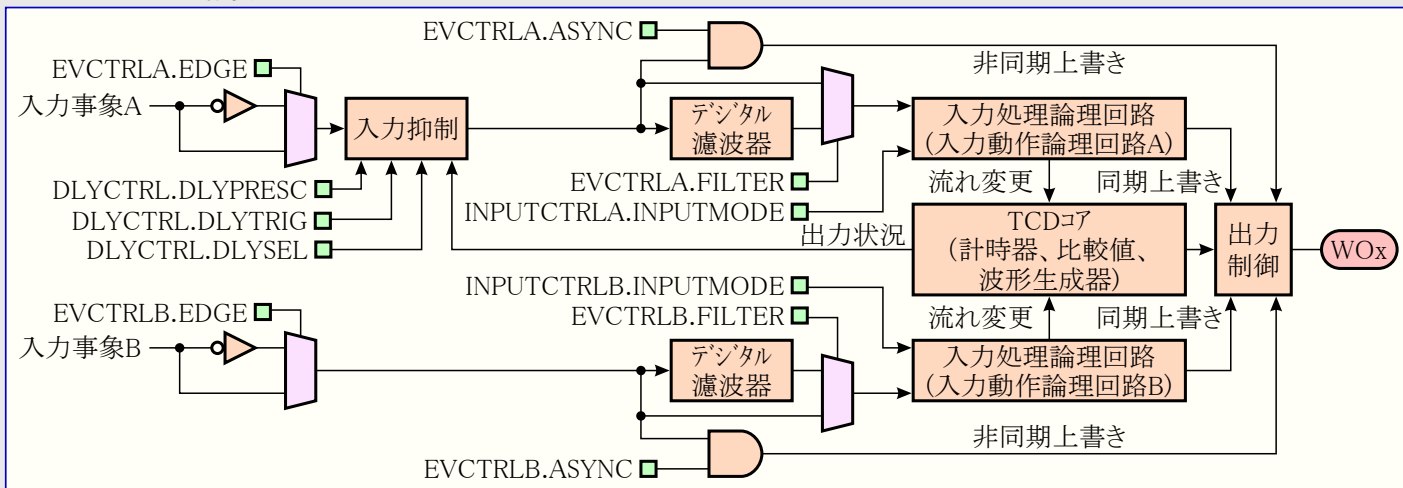 EVCTRLA.ASYNC
非同期上書き
EVCTRLA.EDGE
入力事象A
入力抑制
デジタル
濾波器
入力処理論理回路
(入力動作論理回路A)
DLYCTRL.DLYPRESC
DLYCTRL.DLYTRIG
DLYCTRL.DLYSEL
EVCTRLA.FILTER
INPUTCTRLA.INPUTMODE
流れ変更
同期上書き
出力状況
TCDコア
(計時器、比較値、
波形生成器)
出力
制御
WOx
INPUTCTRLB.INPUTMODE
EVCTRLB.FILTER
流れ変更
同期上書き
EVCTRLB.EDGE
入力事象B
デジタル
濾波器
入力処理論理回路
(入力動作論理回路B)
非同期上書き
EVCTRLB.ASYNC